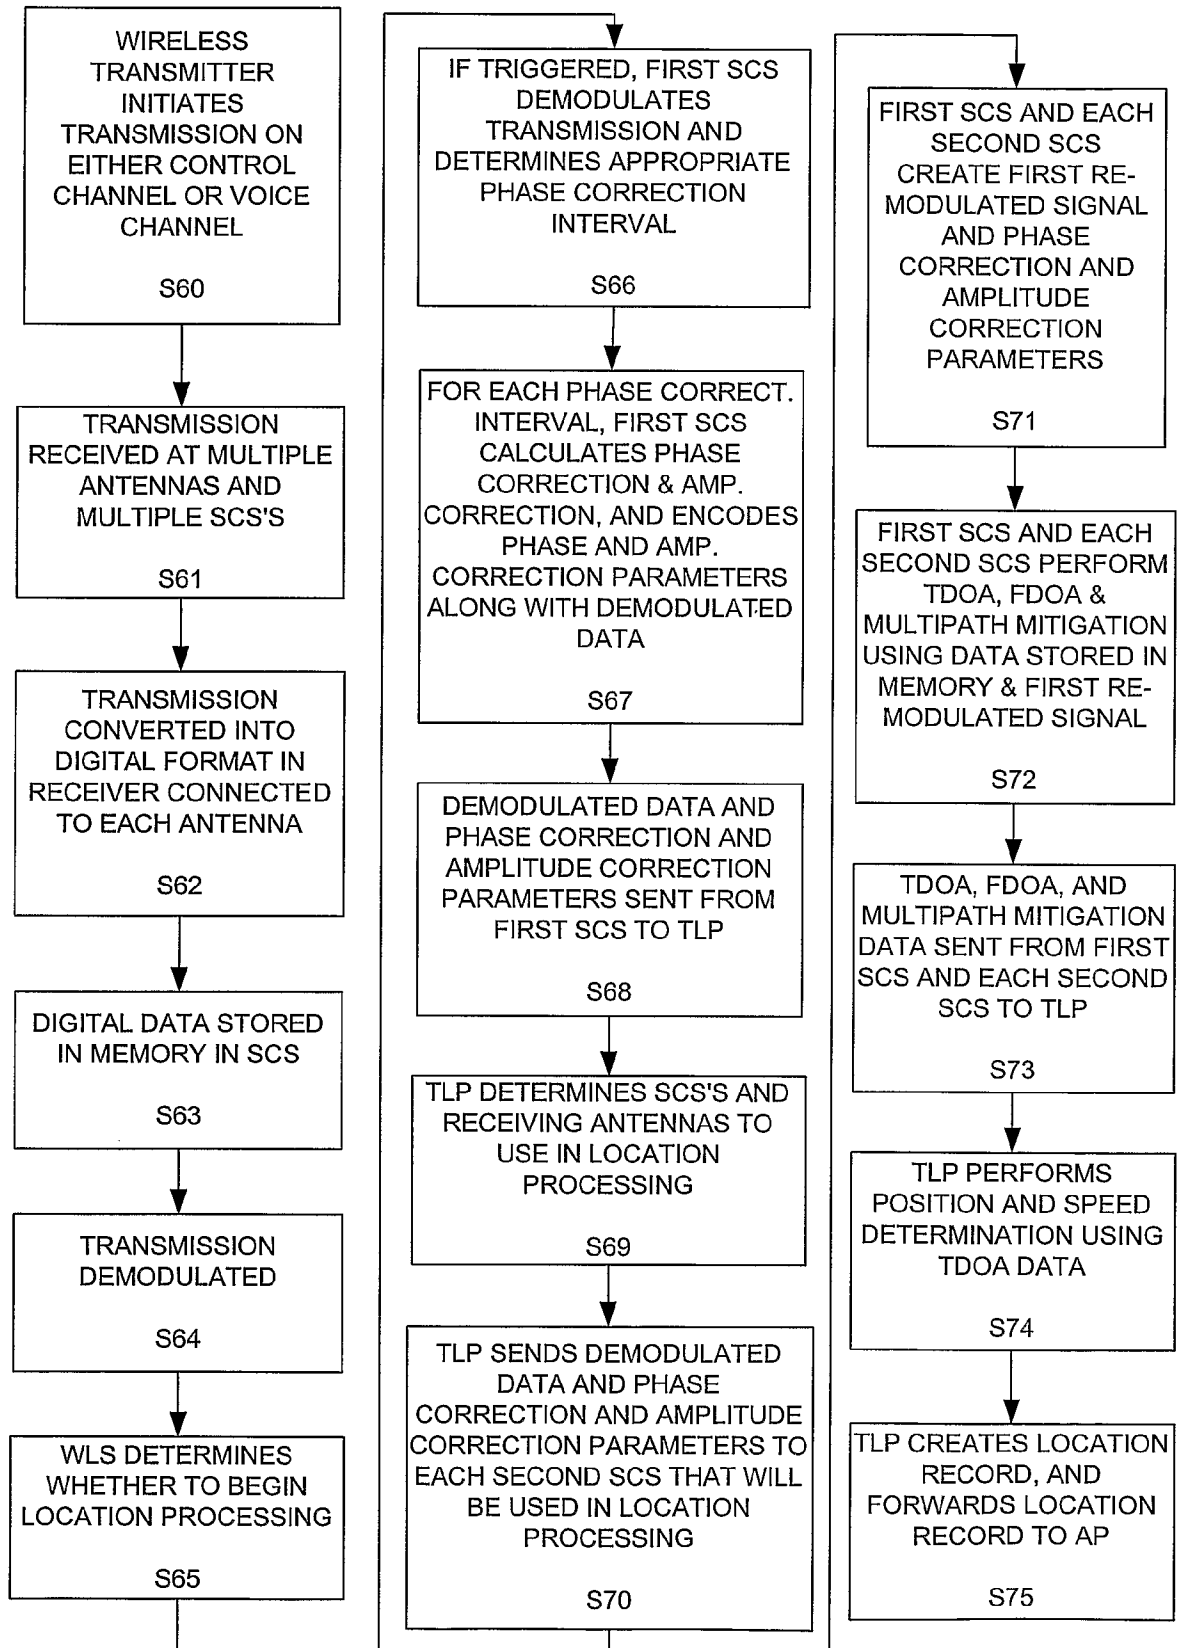 WIRELESS
TRANSMITTER
INITIATES
TRANSMISSION ON
EITHER CONTROL
CHANNEL OR VOICE
CHANNEL
S60
TRANSMISSION
RECEIVED AT MULTIPLE
ANTENNAS AND
MULTIPLE SCS'S
S61
TRANSMISSION
CONVERTED INTO
DIGITAL FORMAT IN
RECEIVER CONNECTED
TO EACH ANTENNA
S62
DIGITAL DATA STORED
IN MEMORY IN SCS
S63
TRANSMISSION
DEMODULATED
S64
WLS DETERMINES
WHETHER TO BEGIN
LOCATION PROCESSING
S65
IF TRIGGERED, FIRST SCS
DEMODULATES
TRANSMISSION AND
DETERMINES APPROPRIATE
PHASE CORRECTION
INTERVAL
S66
FOR EACH PHASE CORRECT.
INTERVAL, FIRST SCS
CALCULATES PHASE
CORRECTION & AMP.
CORRECTION, AND ENCODES
PHASE AND AMP.
CORRECTION PARAMETERS
ALONG WITH DEMODULATED
DATA
S67
DEMODULATED DATA AND
PHASE CORRECTION AND
AMPLITUDE CORRECTION
PARAMETERS SENT FROM
FIRST SCS TO TLP
S68
TLP DETERMINES SCS'S AND
RECEIVING ANTENNAS TO
USE IN LOCATION
PROCESSING
S69
TLP SENDS DEMODULATED
DATA AND PHASE
CORRECTION AND AMPLITUDE
CORRECTION PARAMETERS TO
EACH SECOND SCS THAT WILL
BE USED IN LOCATION
PROCESSING
S70
FIRST SCS AND EACH
SECOND SCS
CREATE FIRST RE-
MODULATED SIGNAL
AND PHASE
CORRECTION AND
AMPLITUDE
CORRECTION
PARAMETERS
S71
FIRST SCS AND EACH
SECOND SCS PERFORM
TDOA, FDOA &
MULTIPATH MITIGATION
USING DATA STORED IN
MEMORY & FIRST RE-
MODULATED SIGNAL
S72
TDOA, FDOA, AND
MULTIPATH MITIGATION
DATA SENT FROM FIRST
SCS AND EACH SECOND
SCS TO TLP
S73
TLP PERFORMS
POSITION AND SPEED
DETERMINATION USING
TDOA DATA
S74
TLP CREATES LOCATION
RECORD, AND
FORWARDS LOCATION
RECORD TO AP
S75